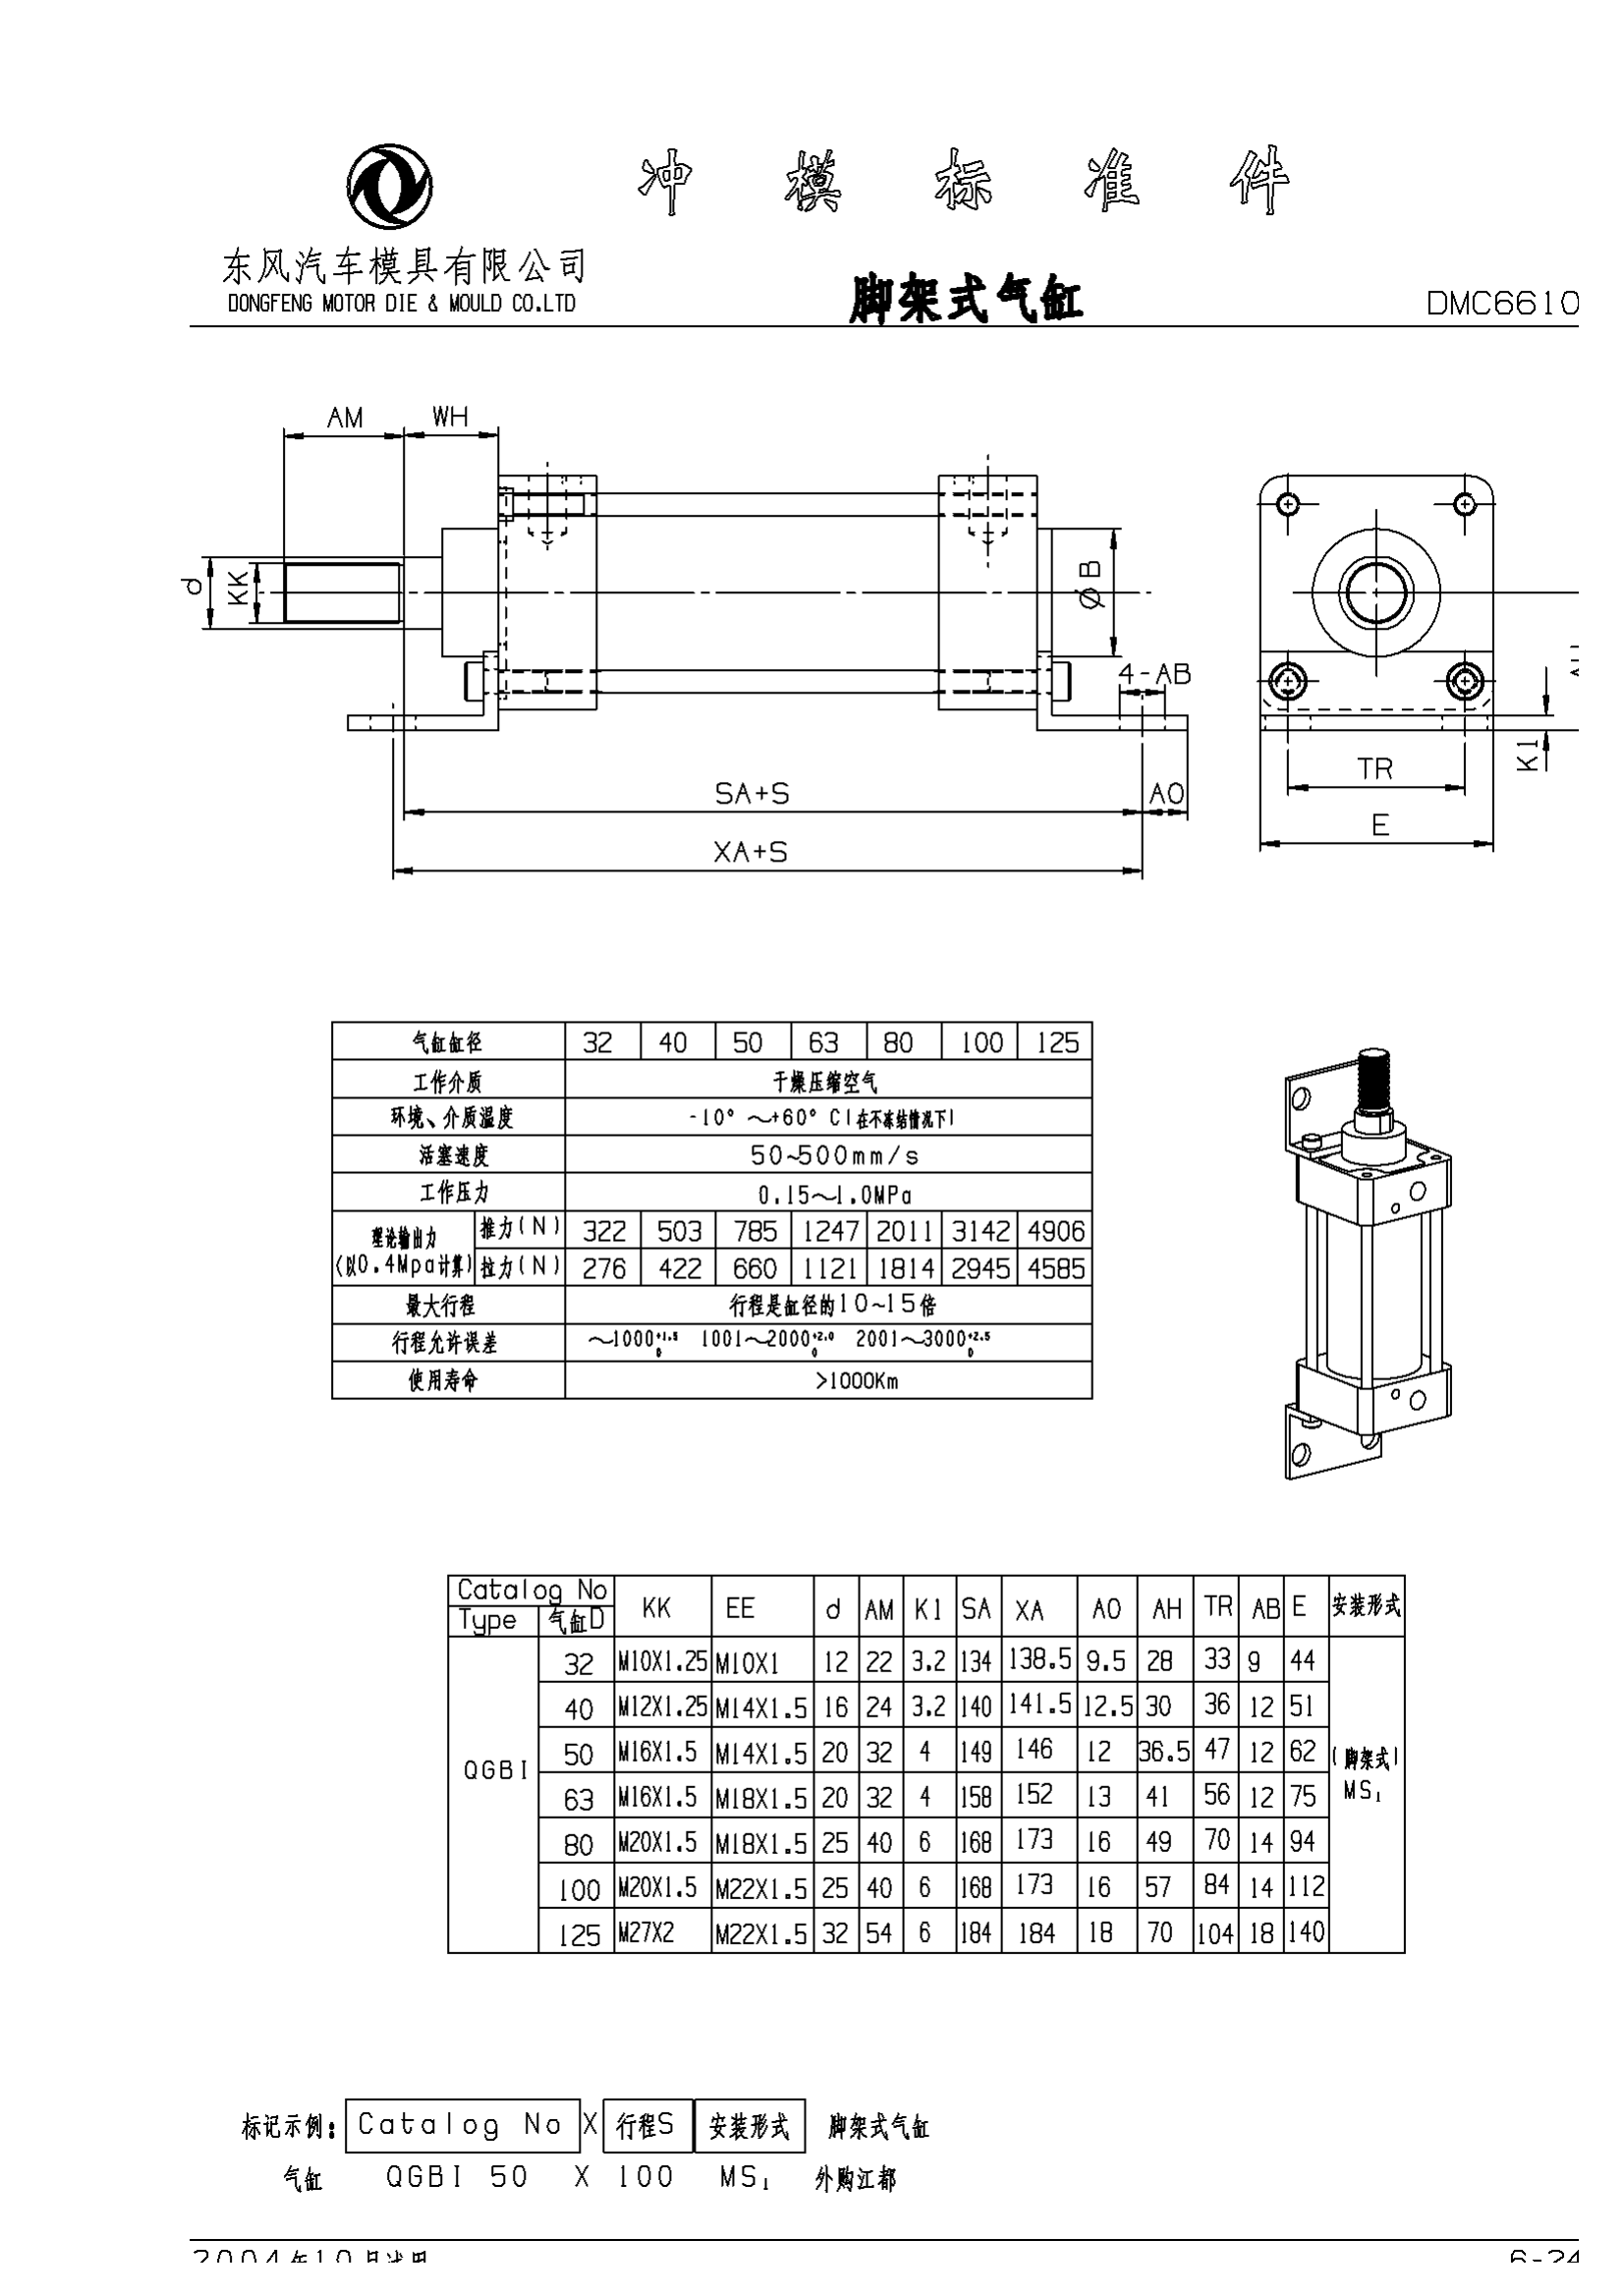 冲 模 标 准 件
东风汽车模具有限公司
DONGFENG MOTOR DIE & MOULD CO.LTD
脚架式气缸
DMC6610
AM WH
d KK
ØB
4-AB
SA+S AO
XA+S
K1
TR
E
气缸缸径 32 40 50 63 80 100 125
工作介质 干燥压缩空气
环境、介质温度 -10° ~+60° C(在不冻结情况下)
活塞速度 50~500mm/s
工作压力 0.15~1.0MPa
理论输出力 (以0.4Mpa计算)
推力(N) 322 503 785 1247 2011 3142 4906
拉力(N) 276 422 660 1121 1814 2945 4585
最大行程 行程是缸径的10~15倍
行程允许误差 ~1000+1.5 0 1001~2000+2.0 0 2001~3000+2.5 0
使用寿命 >1000Km
Catalog No KK EE d AM K1 SA XA AO AH TR AB E 安装形式
Type 气缸D
32 M10X1.25 M10X1 12 22 3.2 134 138.5 9.5 28 33 9 44
40 M12X1.25 M14X1.5 16 24 3.2 140 141.5 12.5 30 36 12 51
QGBI
50 M16X1.5 M14X1.5 20 32 4 149 146 12 36.5 47 12 62
(脚架式)
MS1
63 M16X1.5 M18X1.5 20 32 4 158 152 13 41 56 12 75
80 M20X1.5 M18X1.5 25 40 6 168 173 16 49 70 14 94
100 M20X1.5 M22X1.5 25 40 6 168 173 16 57 84 14 112
125 M27X2 M22X1.5 32 54 6 184 184 18 70 104 18 140
标记示例: Catalog No X 行程S 安装形式 脚架式气缸
气缸 QGBI 50 X 100 MS1 外购江都
2004年10月
6-24